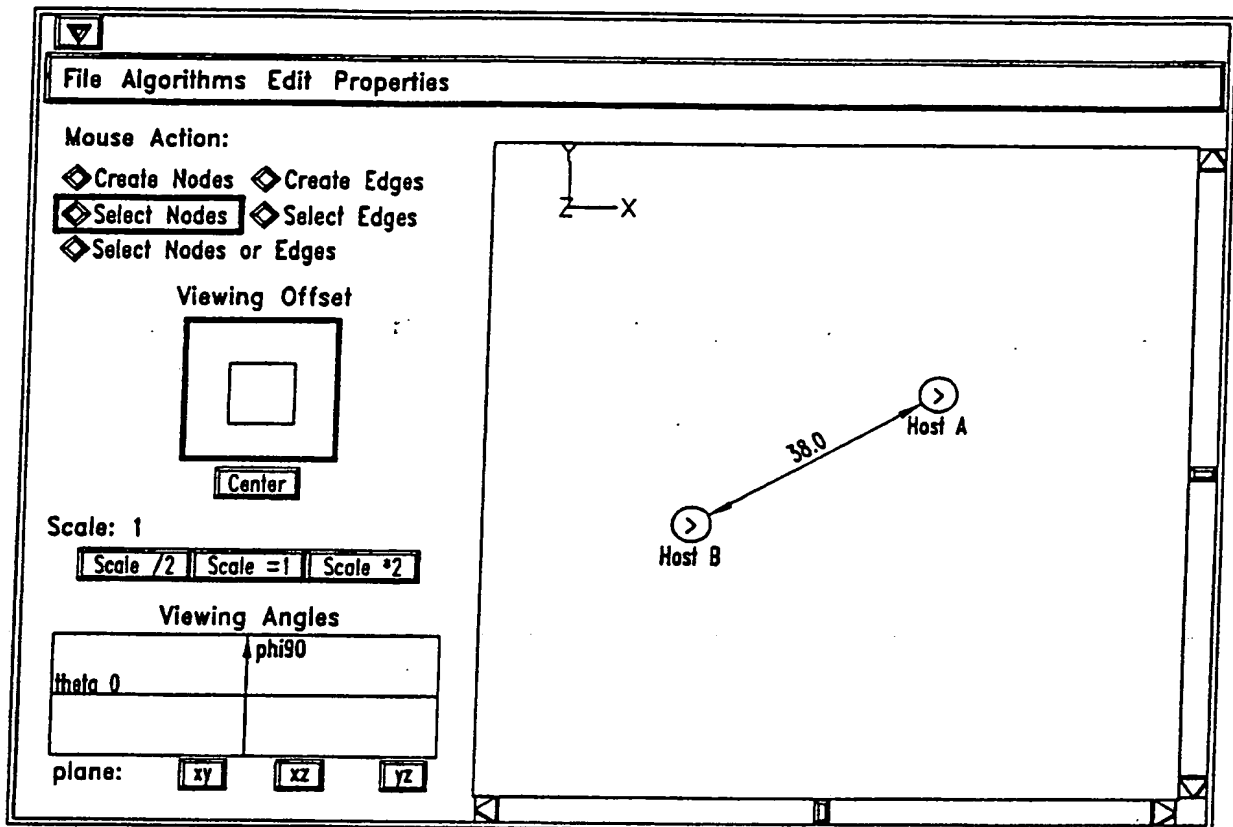 File Algorithms Edit Properties
Mouse Action:
Create Nodes Create Edges
Select Nodes Select Edges
Select Nodes or Edges
Viewing Offset
Center
Scale: 1
Scale /2 Scale =1 Scale *2
Viewing Angles
phi90
theta 0
plane: xy xz yz
Y
Z X
Host A
38.0
Host B